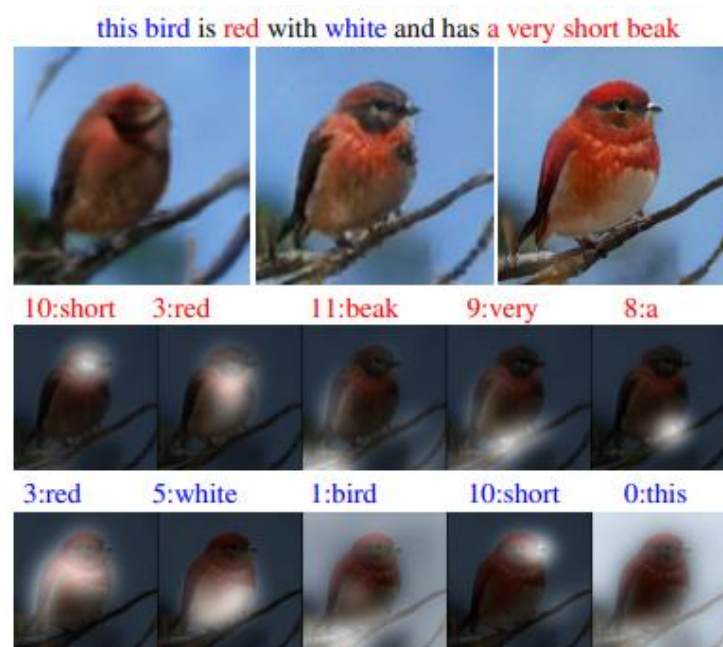 this bird is red with white and has a very short beak
10:short 3:red 11:beak 9:very 8:a
3:red 5:white 1:bird 10:short 0:this